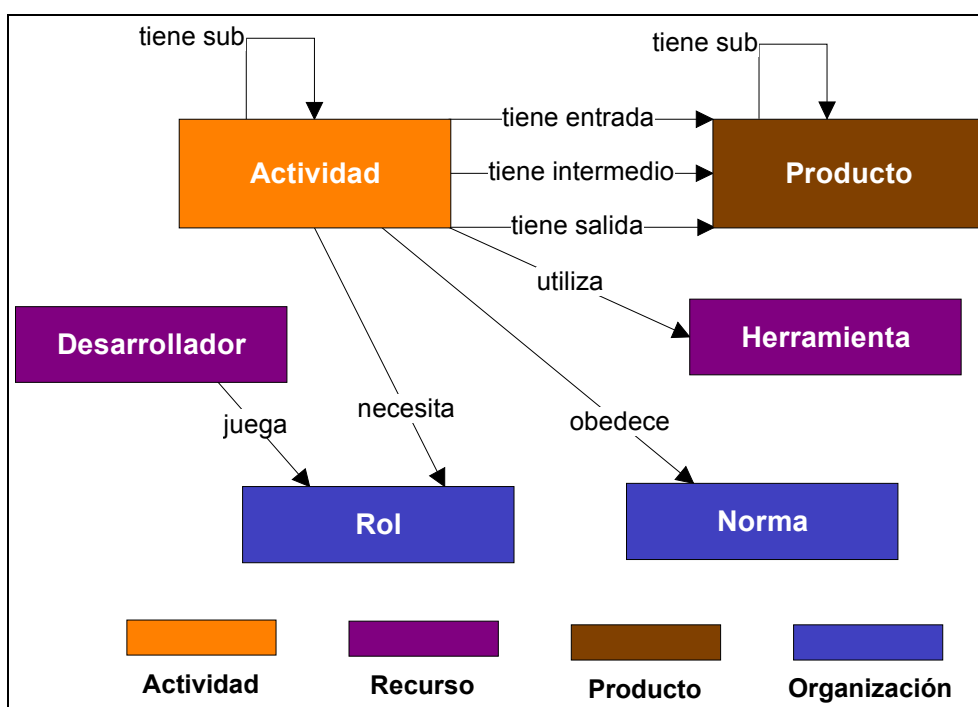 tiene sub
tiene sub
tiene entrada
Actividad
tiene intermedio
Producto
tiene salida
utiliza
Desarrollador
Herramienta
juega
necesita
obedece
Rol
Norma
Actividad
Recurso
Producto
Organización